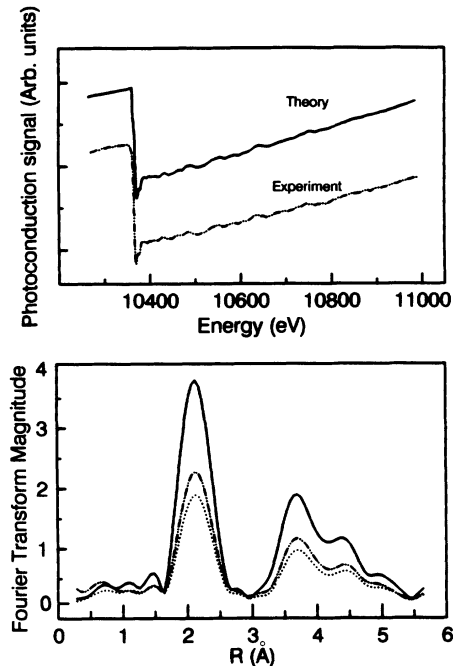 Photoconduction signal (Arb. units)
Theory
Experiment
10400 10600 10800 11000
Energy (eV)
Fourier Transform Magnitude
4
3
2
1
0
0 1 2 3 4 5 6
R (Å)